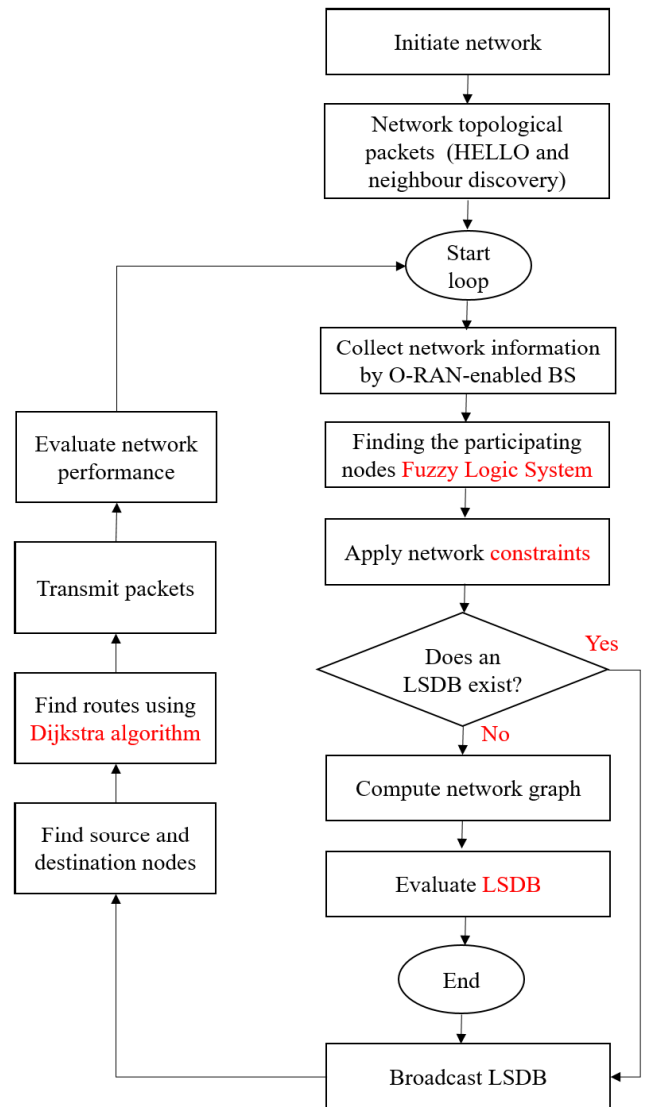 Initiate network
Network topological
packets (HELLO and
neighbour discovery)
Start
loop
Collect network information
by O-RAN-enabled BS
Finding the participating
nodes Fuzzy Logic System
Apply network constraints
Does an
LSDB exist?
Yes
No
Compute network graph
Evaluate LSDB
End
Broadcast LSDB
Find source and
destination nodes
Find routes using
Dijkstra algorithm
Transmit packets
Evaluate network
performance